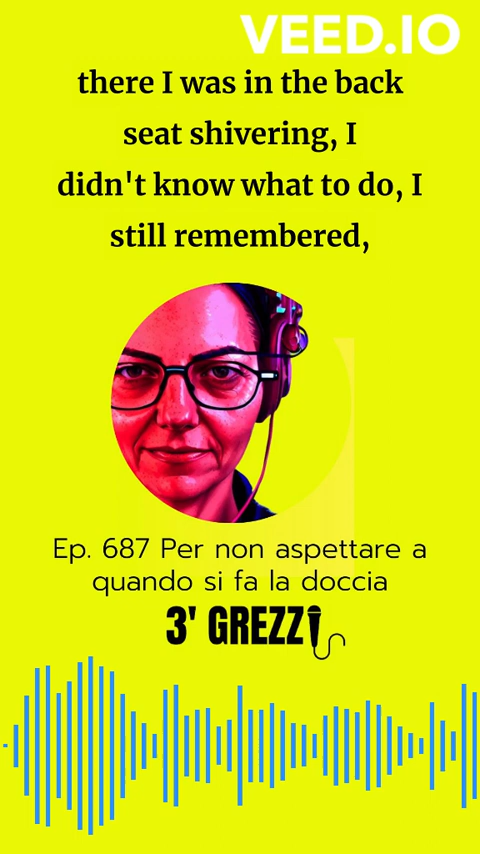 VEED.IO
there I was in the back
seat shivering, I
didn't know what to do, I
still remembered,
Ep. 687 Per non aspettare a
quando si fa la doccia
3' GREZZI